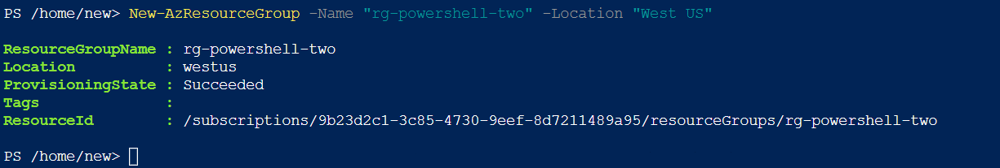 PS /home/new> New-AzResourceGroup -Name "rg-powershell-two" -Location "West US"
ResourceGroupName : rg-powershell-two
Location          : westus
ProvisioningState : Succeeded
Tags              :
ResourceId        : /subscriptions/9b23d2c1-3c85-4730-9eef-8d7211489a95/resourceGroups/rg-powershell-two
PS /home/new>